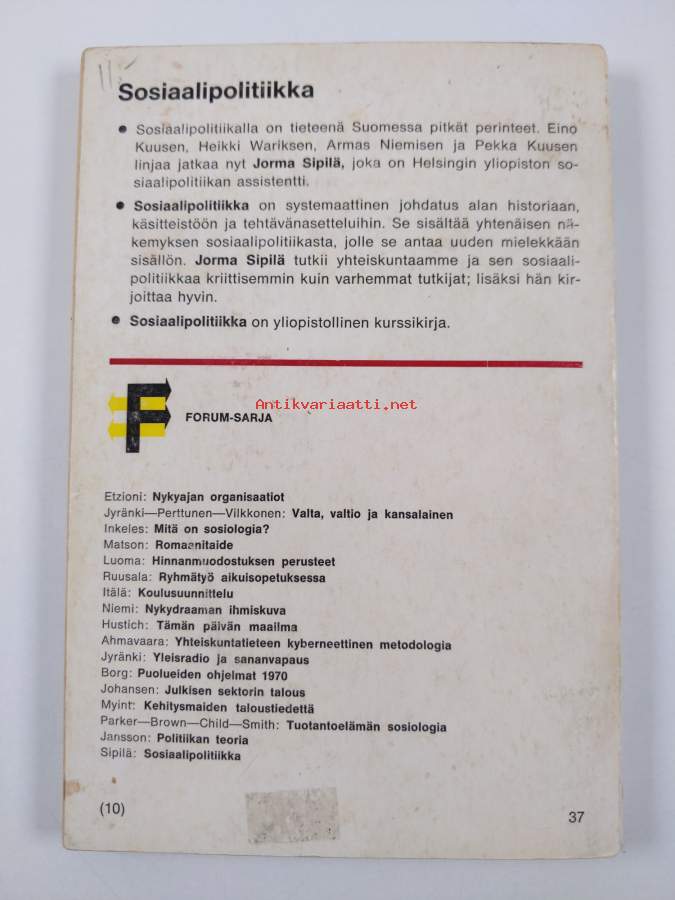 11:-
Sosiaalipolitiikka
• Sosiaalipolitiikalla on tieteenä Suomessa pitkät perinteet. Eino
Kuusen, Heikki Wariksen, Armas Niemisen ja Pekka Kuusen
linjaa jatkaa nyt Jorma Sipilä, joka on Helsingin yliopiston so-
siaalipolitiikan assistentti.
• Sosiaalipolitiikka on systemaattinen johdatus alan historiaan,
käsitteistöön ja tehtävänasetteluihin. Se sisältää yhtenäisen nä-
kemyksen sosiaalipolitiikasta, jolle se antaa uuden mielekkään
sisällön. Jorma Sipilä tutkii yhteiskuntaamme ja sen sosiaali-
politiikkaa kriittisemmin kuin varhemmat tutkijat; lisäksi hän kir-
joittaa hyvin.
• Sosiaalipolitiikka on yliopistollinen kurssikirja.
Antikvariaatti.net
F
FORUM-SARJA
Etzioni: Nykyajan organisaatiot
Jyränki—Perttunen—Vilkkonen: Valta, valtio ja kansalainen
Inkeles: Mitä on sosiologia?
Matson: Romaanitaide
Luoma: Hinnanmuodostuksen perusteet
Ruusala: Ryhmätyö aikuisopetuksessa
Itälä: Koulusuunnittelu
Niemi: Nykydraaman ihmiskuva
Hustich: Tämän päivän maailma
Ahmavaara: Yhteiskuntatieteen kyberneettinen metodologia
Jyränki: Yleisradio ja sananvapaus
Borg: Puolueiden ohjelmat 1970
Johansen: Julkisen sektorin talous
Myint: Kehitysmaiden taloustiedettä
Parker—Brown—Child—Smith: Tuotantoelämän sosiologia
Jansson: Politiikan teoria
Sipilä: Sosiaalipolitiikka
(10)
37